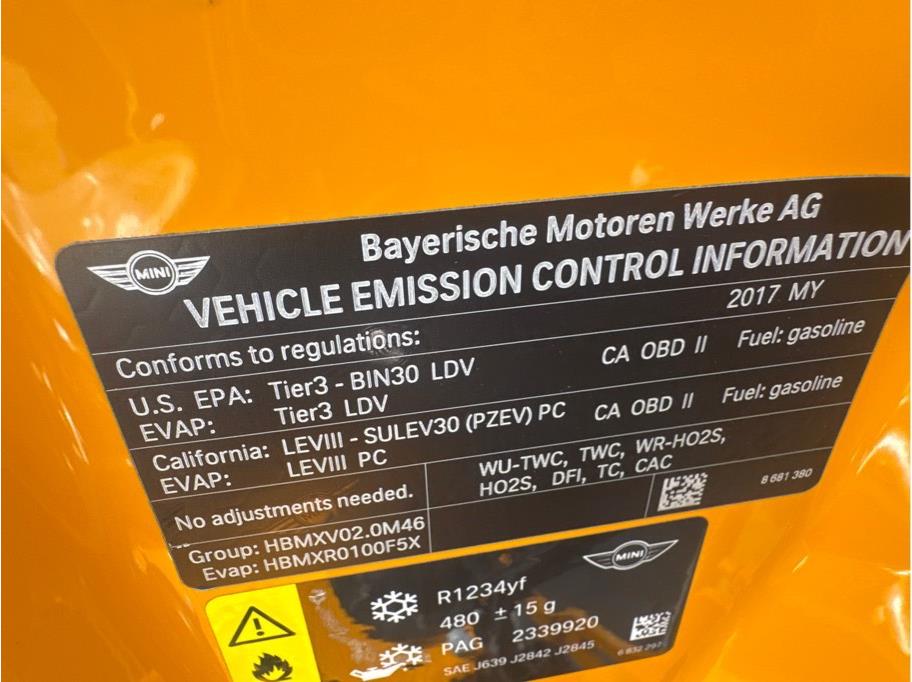 MINI
Bayerische Motoren Werke AG
VEHICLE EMISSION CONTROL INFORMATION
2017 MY
Conforms to regulations:
U.S. EPA: Tier3 - BIN30 LDV CA OBD II Fuel: gasoline
EVAP: Tier3 LDV
California: LEVIII - SULEV30 (PZEV) PC CA OBD II Fuel: gasoline
EVAP: LEVIII PC
No adjustments needed.
WU-TWC, TWC, WR-HO2S,
HO2S, DFI, TC, CAC
8 681 380
Group: HBMXV02.0M46
Evap: HBMXR0100F5X
MINI
R1234yf
480 ± 15 g
PAG 2339920
SAE J639 J2842 J2845
6 832 297